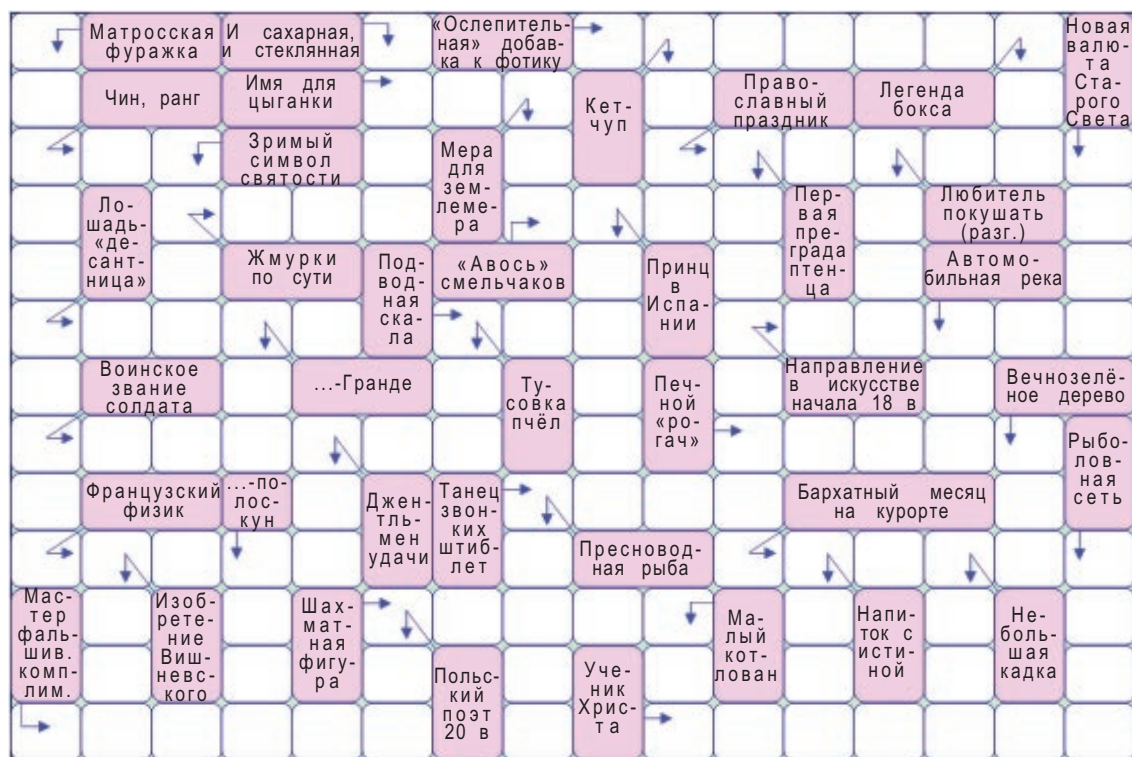 Матросская
фуражка
И сахарная,
и стеклянная
«Ослепитель-
ная» добав-
ка к фотику
Новая
валю-
та
Ста-
рого
Света
Чин, ранг
Имя для
цыганки
Кет-
чуп
Право-
славный
праздник
Легенда
бокса
Зримый
символ
святости
Мера
для
зем-
леме-
ра
Ло-
шадь-
«де-
сант-
ница»
Пер-
вая
пре-
града
птен-
ца
Любитель
покушать
(разг.)
Жмурки
по сути
Под-
вод-
ная
ска-
ла
«Авось»
смельчаков
Принц
в
Испа-
нии
Автомо-
бильная река
Воинское
звание
солдата
...-Гранде
Ту-
совка
пчёл
Печ-
ной
«ро-
гач»
Направление
в искусстве
начала 18 в
Вечнозелё-
ное дерево
Рыбо-
лов-
ная
сеть
Французский
физик
...-по-
лос-
кун
Джен-
тль-
мен
удачи
Танец
звон-
ких
штиб-
лет
Бархатный месяц
на курорте
Пресновод-
ная рыба
Мас-
тер
фаль-
шив.
комп-
лим.
Изоб-
рете-
ние
Виш-
нев-
ского
Шах-
мат-
ная
фигу-
ра
Ма-
лый
кот-
лован
Напи-
ток с
исти-
ной
Не-
боль-
шая
кадка
Поль-
ский
поэт
20 в
Уче-
ник
Хрис-
та